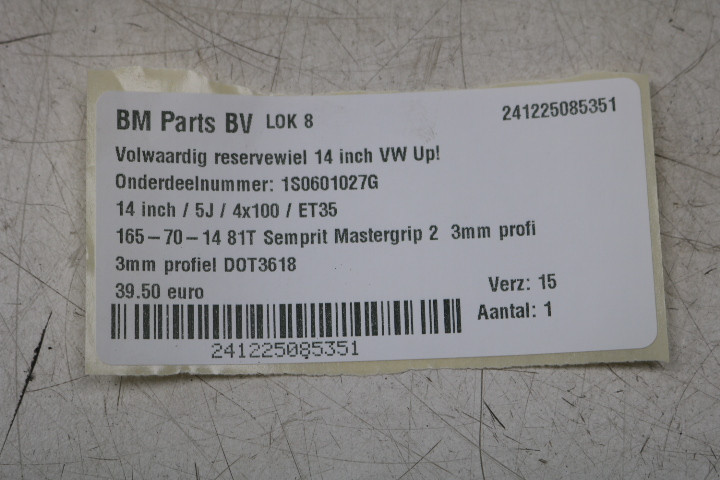 BM Parts BV LOK 8 241225085351
Volwaardig reservewiel 14 inch VW Up!
Onderdeelnummer: 1S0601027G
14 inch / 5J / 4x100 / ET35
165-70-14 81T Semprit Mastergrip 2 3mm profi
3mm profiel DOT3618
39.50 euro Verz: 15
Aantal: 1
241225085351